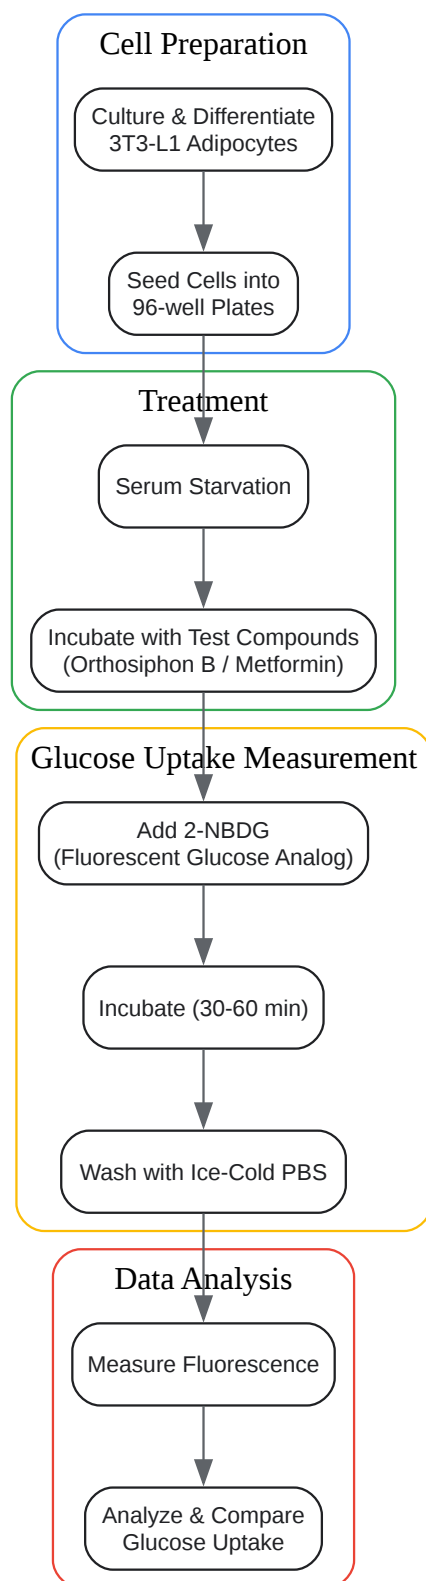 Cell Preparation
Culture & Differentiate
3T3-L1 Adipocytes
Seed Cells into
96-well Plates
Treatment
Serum Starvation
Incubate with Test Compounds
(Orthosiphon B / Metformin)
Glucose Uptake Measurement
Add 2-NBDG
(Fluorescent Glucose Analog)
Incubate (30-60 min)
Wash with Ice-Cold PBS
Data Analysis
Measure Fluorescence
Analyze & Compare
Glucose Uptake